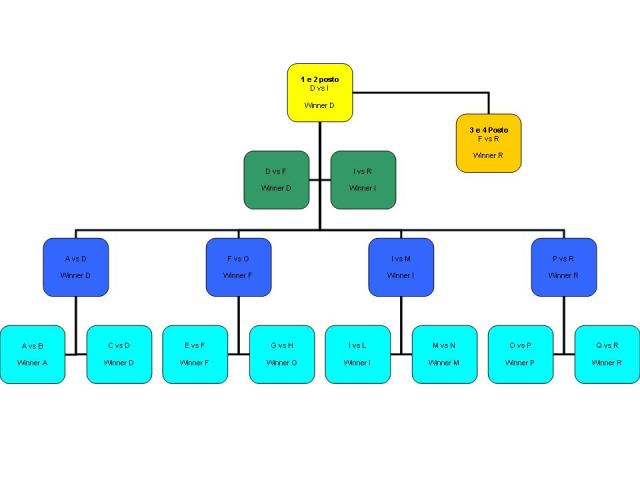 1 e 2 posto
D vs I
Winner D
3 e 4 Posto
F vs R
Winner R
D vs F
Winner D
I vs R
Winner I
A vs D
Winner D
F vs G
Winner F
I vs M
Winner I
P vs R
Winner R
A vs B
Winner A
C vs D
Winner D
E vs F
Winner F
G vs H
Winner G
I vs L
Winner I
M vs N
Winner M
O vs P
Winner P
Q vs R
Winner R